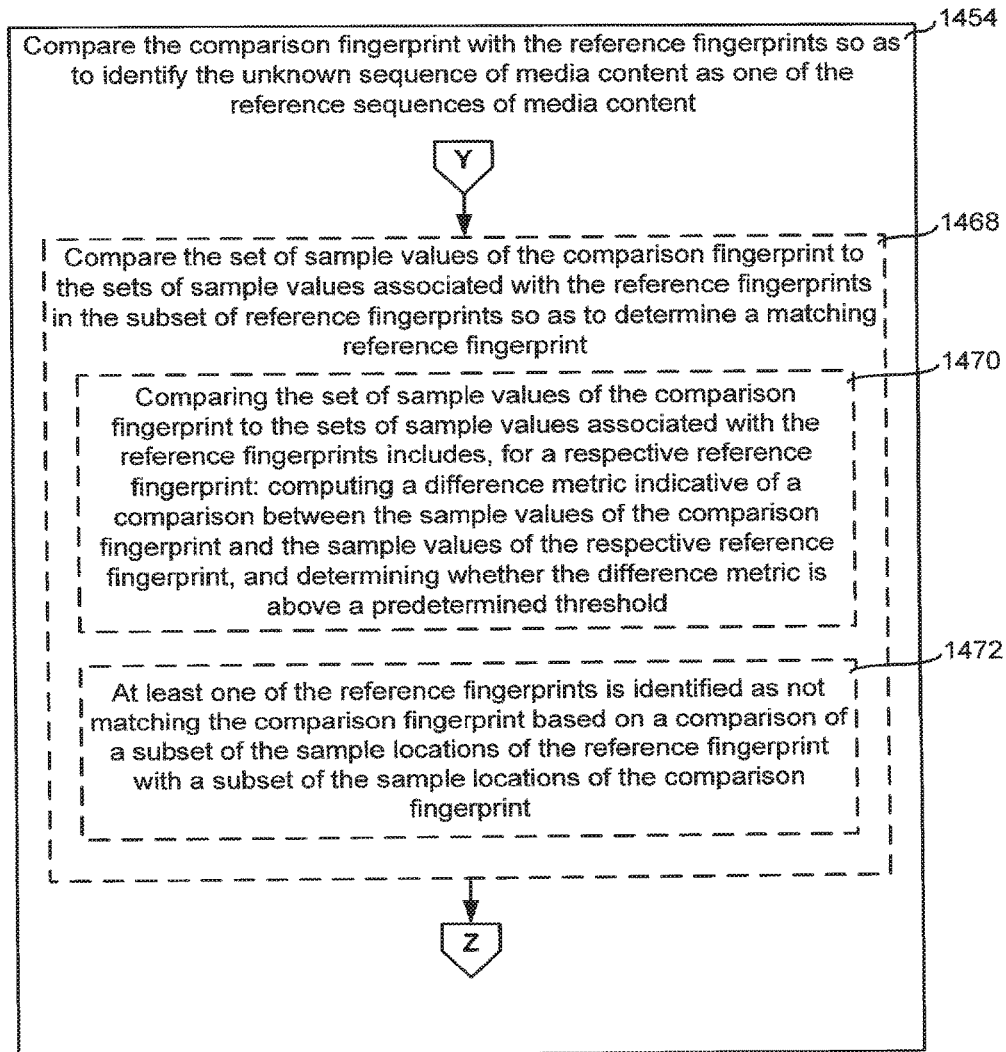 1454
Compare the comparison fingerprint with the reference fingerprints so as
to identify the unknown sequence of media content as one of the
reference sequences of media content
Y
1468
Compare the set of sample values of the comparison fingerprint to
the sets of sample values associated with the reference fingerprints
in the subset of reference fingerprints so as to determine a matching
reference fingerprint
1470
Comparing the set of sample values of the comparison
fingerprint to the sets of sample values associated with the
reference fingerprints includes, for a respective reference
fingerprint: computing a difference metric indicative of a
comparison between the sample values of the comparison
fingerprint and the sample values of the respective reference
fingerprint, and determining whether the difference metric is
above a predetermined threshold
1472
At least one of the reference fingerprints is identified as not
matching the comparison fingerprint based on a comparison of
a subset of the sample locations of the reference fingerprint
with a subset of the sample locations of the comparison
fingerprint
Z